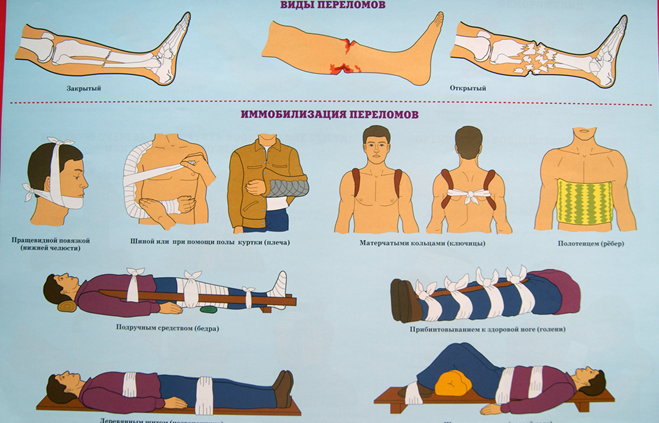 ВИДЫ ПЕРЕЛОМОВ
Закрытый
Открытый
ИММОБИЛИЗАЦИЯ ПЕРЕЛОМОВ
Пращевидной повязкой
(нижней челюсти)
Шиной или при помощи полы куртки (плеча)
Матерчатыми кольцами (ключицы)
Полотенцем (рёбер)
Подручным средством (бедра)
Прибинтовыванием к здоровой ноге (голени)